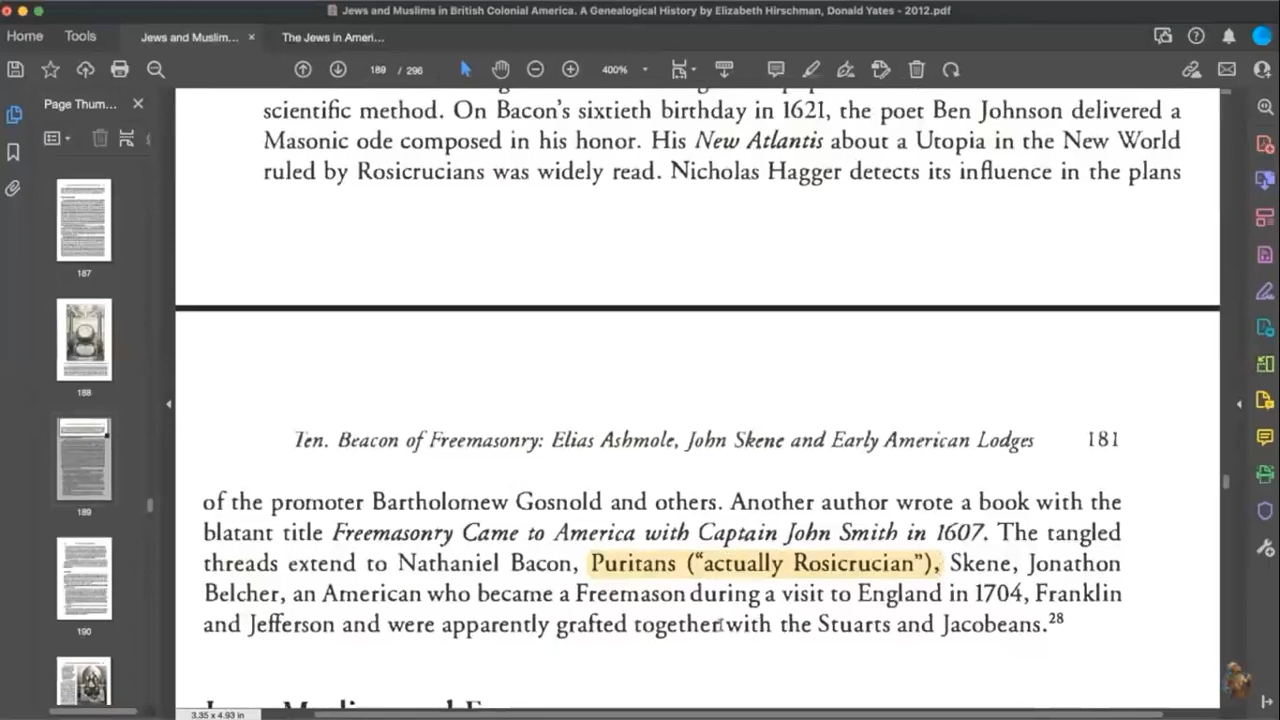 Jews and Muslims in British Colonial America. A Genealogical History by Elizabeth Hirschman, Donald Yates - 2012.pdf
Home Tools Jews and Muslim... × The Jews in Ameri...
189 / 296 400%
Page Thum...
187
188
189
190
scientific method. On Bacon's sixtieth birthday in 1621, the poet Ben Johnson delivered a
Masonic ode composed in his honor. His New Atlantis about a Utopia in the New World
ruled by Rosicrucians was widely read. Nicholas Hagger detects its influence in the plans
Ten. Beacon of Freemasonry: Elias Ashmole, John Skene and Early American Lodges 181
of the promoter Bartholomew Gosnold and others. Another author wrote a book with the
blatant title Freemasonry Came to America with Captain John Smith in 1607. The tangled
threads extend to Nathaniel Bacon, Puritans ("actually Rosicrucian"), Skene, Jonathon
Belcher, an American who became a Freemason during a visit to England in 1704, Franklin
and Jefferson and were apparently grafted together with the Stuarts and Jacobeans.28
3.35 x 4.93 in